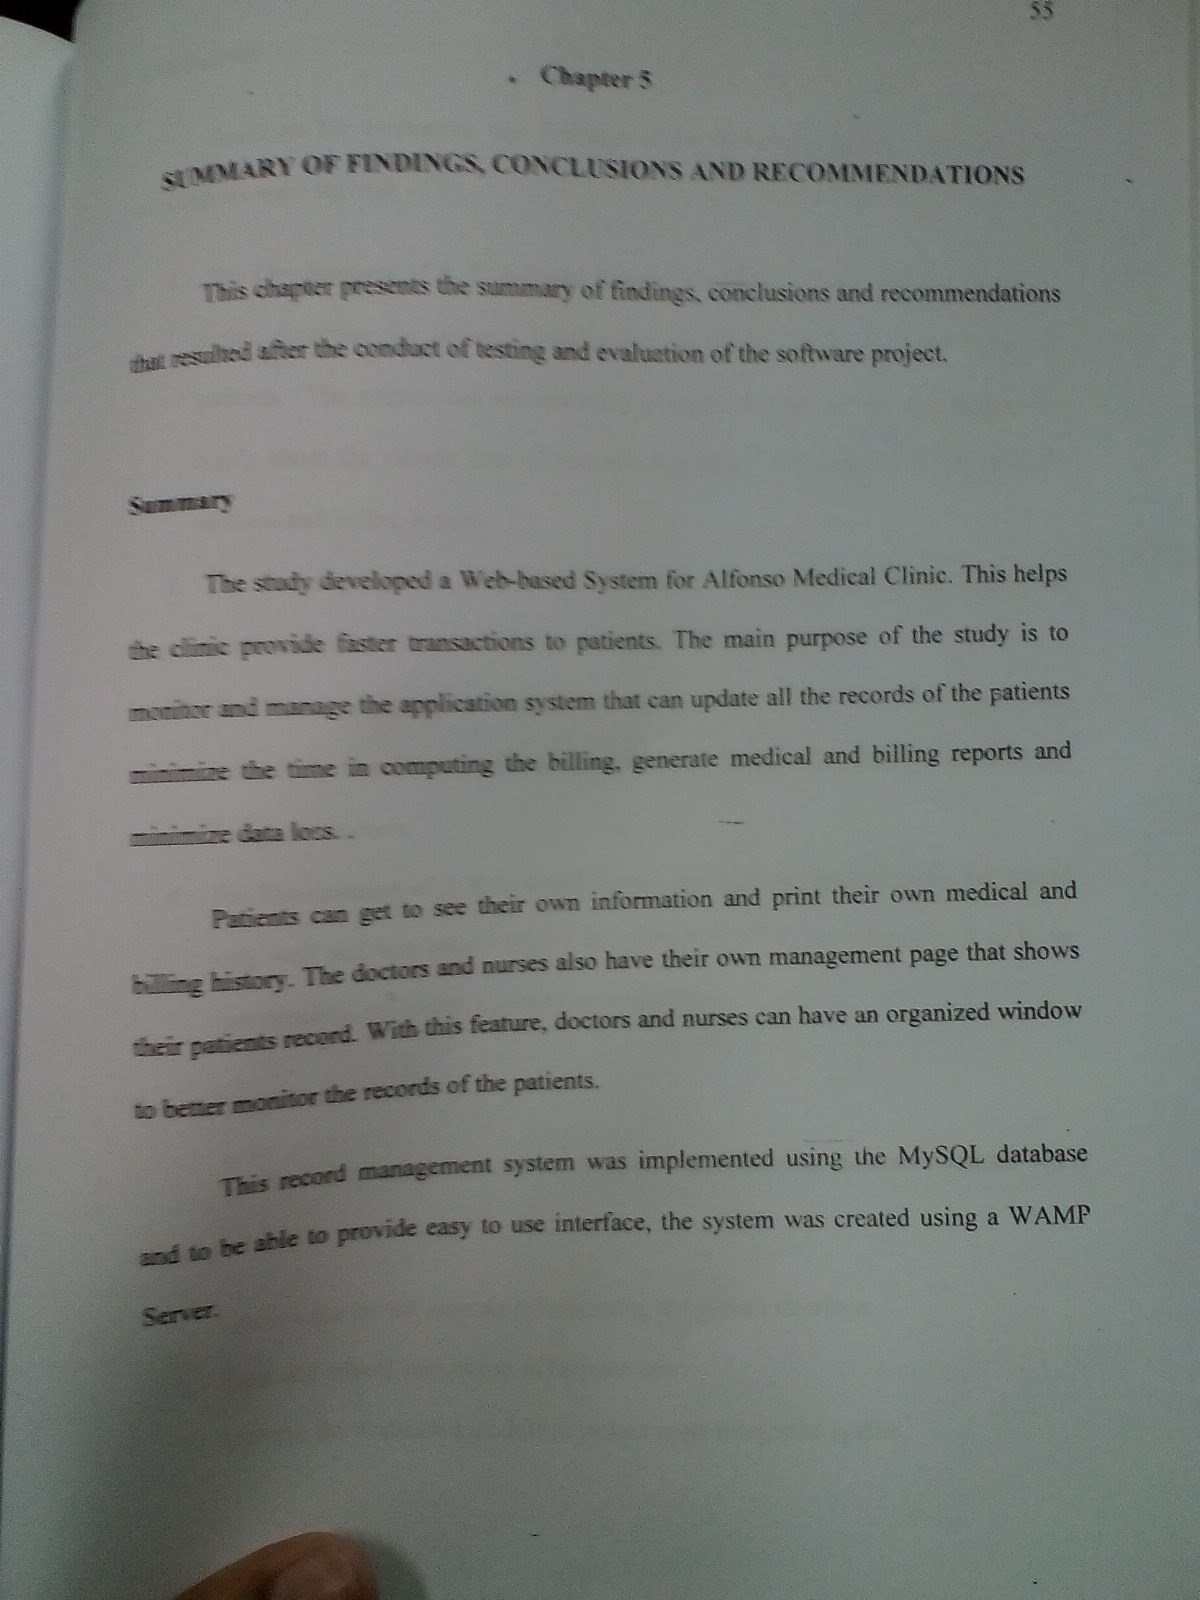 55
Chapter 5
SUMMARY OF FINDINGS, CONCLUSIONS AND RECOMMENDATIONS
This chapter presents the summary of findings, conclusions and recommendations
that resulted after the conduct of testing and evaluation of the software project.
Summary
The study developed a Web-based System for Alfonso Medical Clinic. This helps
the clinic provide faster transactions to patients. The main purpose of the study is to
monitor and manage the application system that can update all the records of the patients
minimize the time in computing the billing, generate medical and billing reports and
minimize data loss. .
Patients can get to see their own information and print their own medical and
billing history. The doctors and nurses also have their own management page that shows
their patients record. With this feature, doctors and nurses can have an organized window
to better monitor the records of the patients.
This record management system was implemented using the MySQL database
and to be able to provide easy to use interface, the system was created using a WAMP
Server.